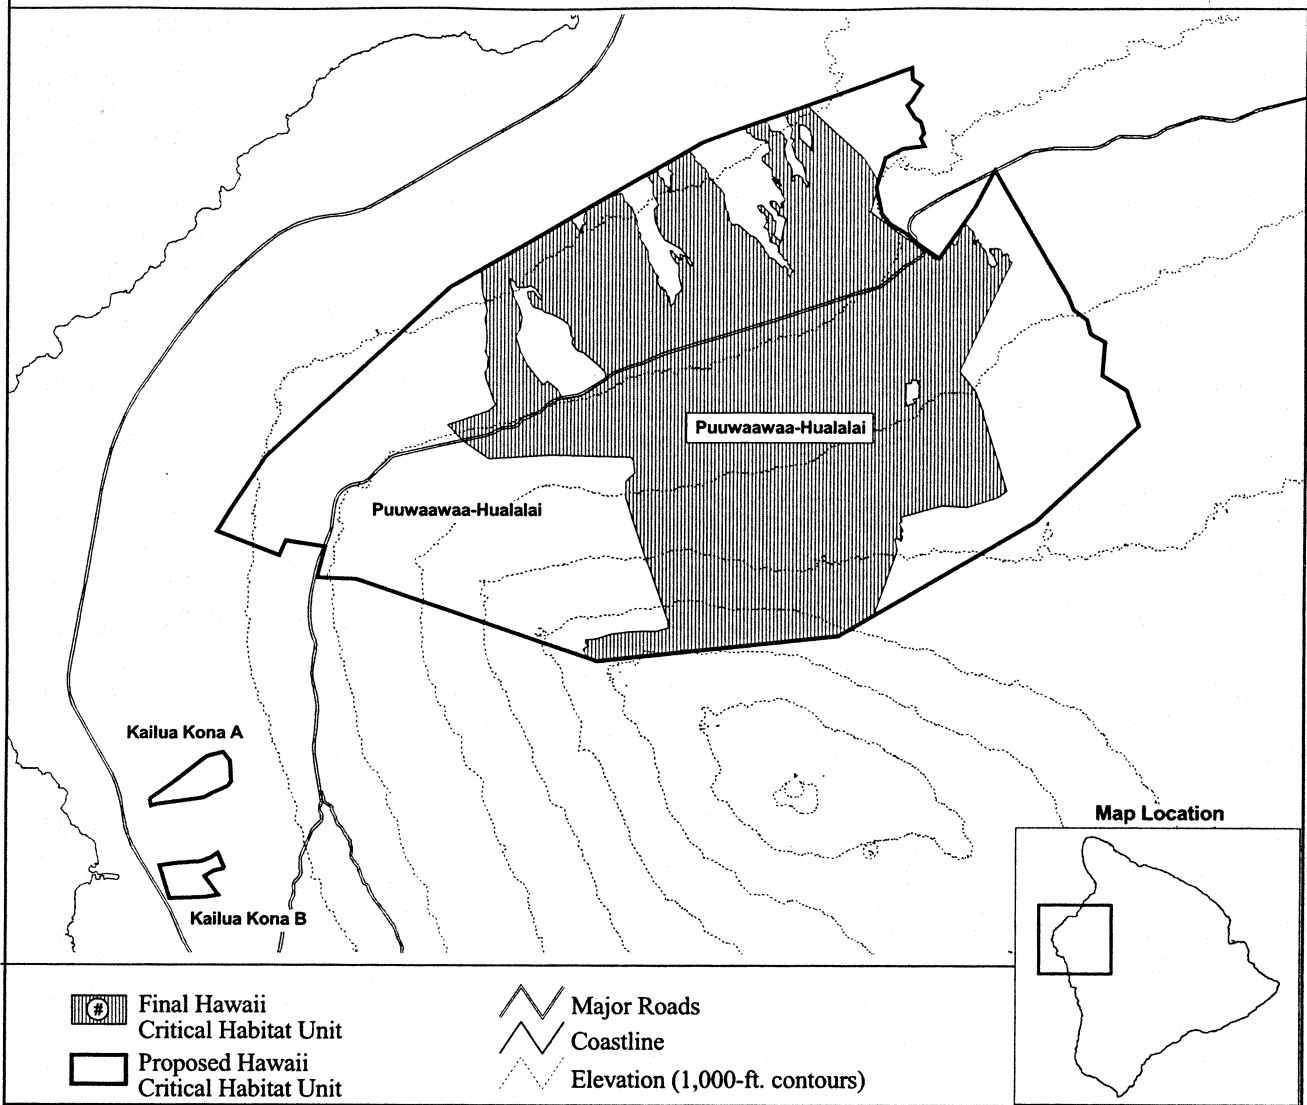 Puuwaawaa-Hualalai
Puuwaawaa-Hualalai
Kailua Kona A
Kailua Kona B
Map Location
#
Final Hawaii
Critical Habitat Unit
Proposed Hawaii
Critical Habitat Unit
Major Roads
Coastline
Elevation (1,000-ft. contours)